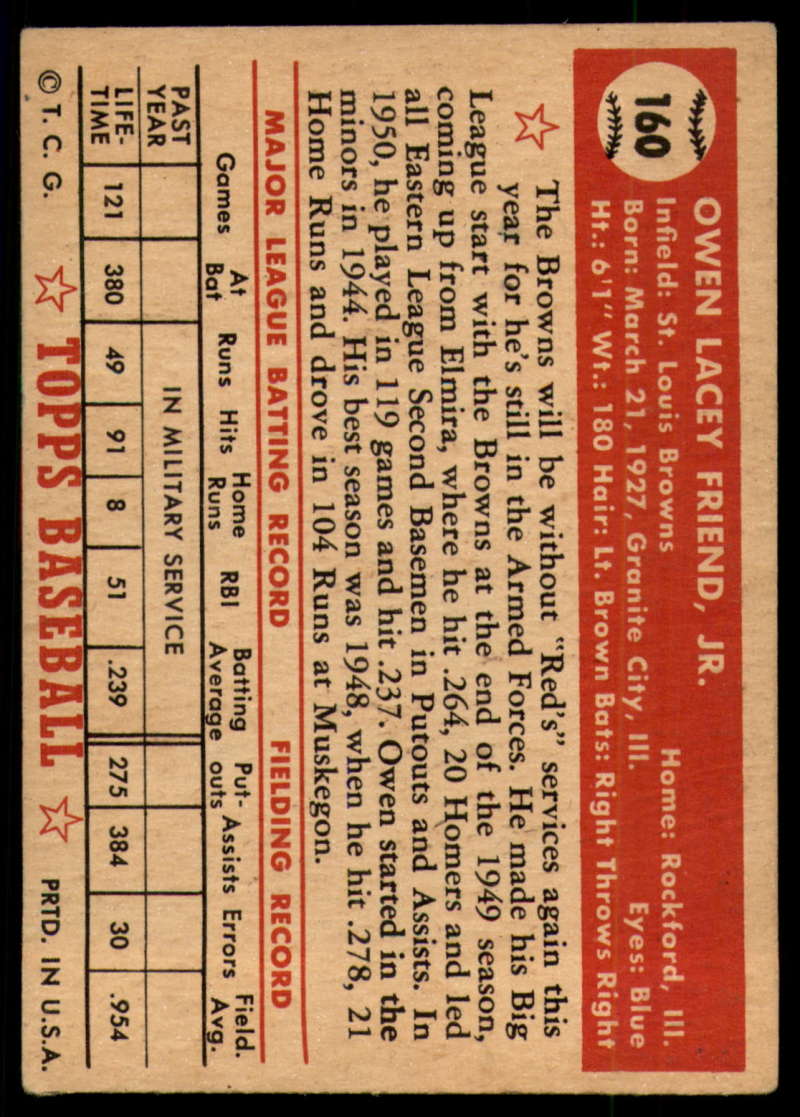 160
OWEN LACEY FRIEND, JR.
Infield: St. Louis Browns Home: Rockford, Ill.
Born: March 21, 1927, Granite City, Ill. Eyes: Blue
Ht.: 6'1" Wt.: 180 Hair: Lt. Brown Bats: Right Throws Right
The Browns will be without "Red's" services again this
year for he's still in the Armed Forces. He made his Big
League start with the Browns at the end of the 1949 season,
coming up from Elmira, where he hit .264, 20 Homers and led
all Eastern League Second Basemen in Putouts and Assists. In
1950, he played in 119 games and hit .237. Owen started in the
minors in 1944. His best season was 1948, when he hit .278, 21
Home Runs and drove in 104 Runs at Muskegon.
MAJOR LEAGUE BATTING RECORD FIELDING RECORD
Games At Bat Runs Hits Home Runs RBI Batting Average Put-outs Assists Errors Field. Avg.
PAST YEAR IN MILITARY SERVICE
LIFE-TIME 121 380 49 91 8 51 .239 275 384 30 .954
© T. C. G. TOPPS BASEBALL PRTD. IN U.S.A.